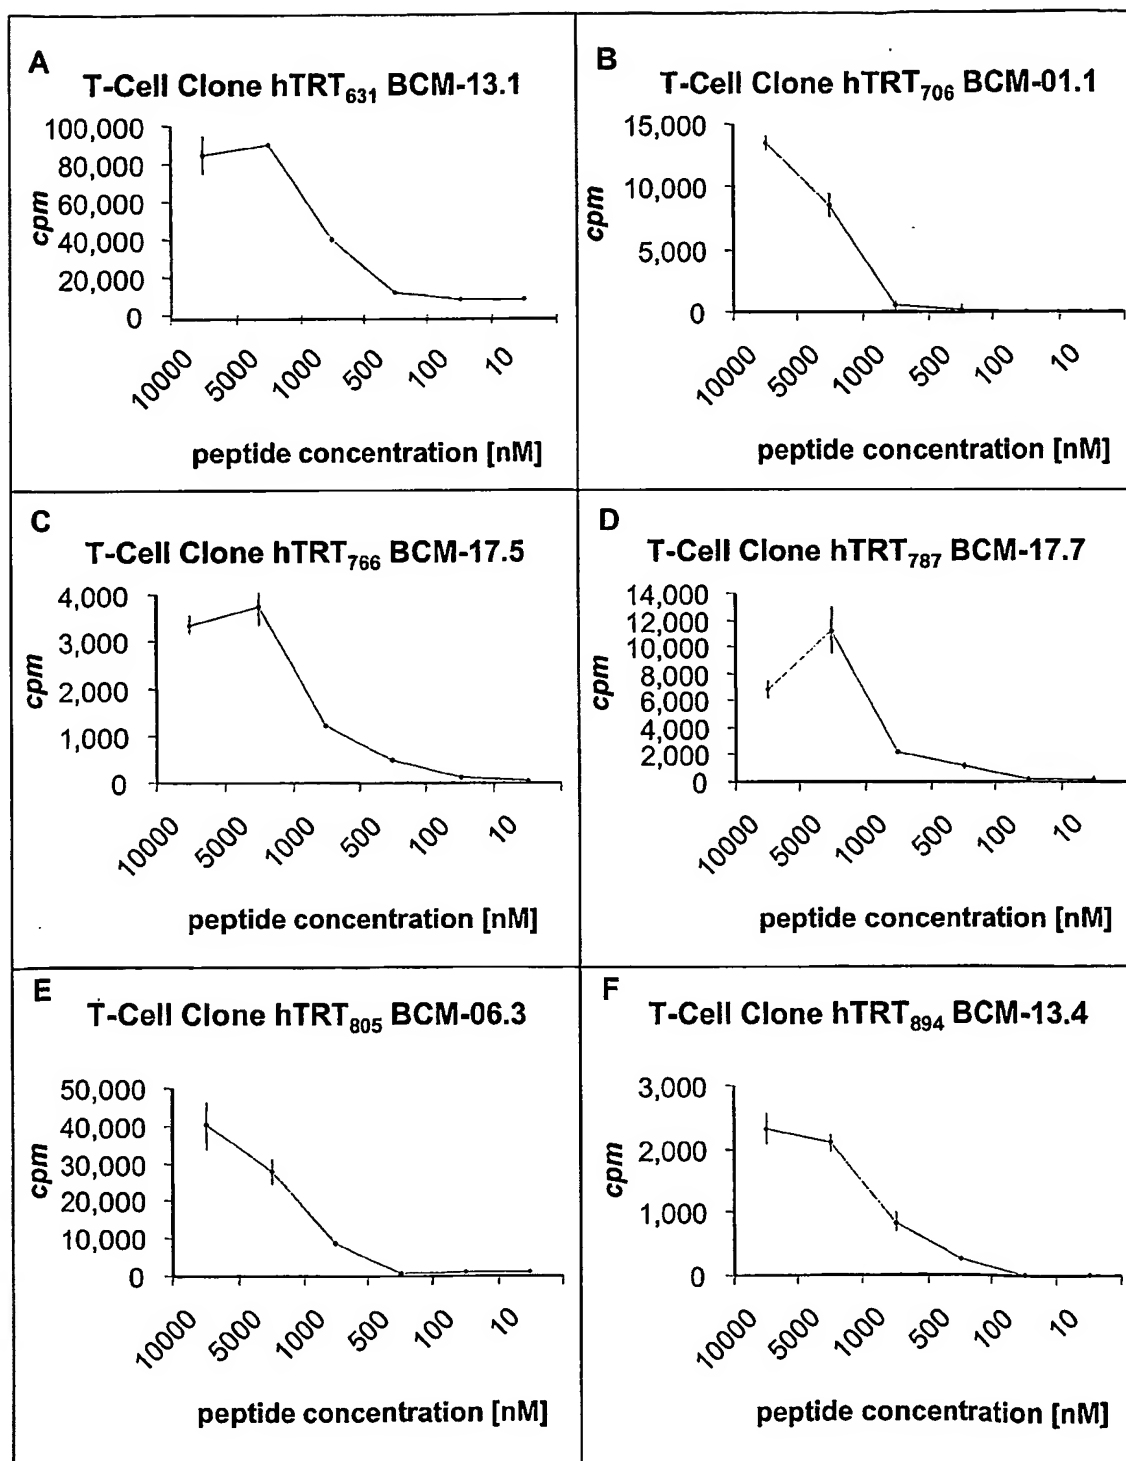 A
T-Cell Clone hTRT631 BCM-13.1
100,000
80,000
60,000
40,000
20,000
0
cpm
10000
5000
1000
500
100
10
peptide concentration [nM]
B
T-Cell Clone hTRT706 BCM-01.1
15,000
10,000
5,000
0
cpm
10000
5000
1000
500
100
10
peptide concentration [nM]
C
T-Cell Clone hTRT766 BCM-17.5
4,000
3,000
2,000
1,000
0
cpm
10000
5000
1000
500
100
10
peptide concentration [nM]
D
T-Cell Clone hTRT787 BCM-17.7
14,000
12,000
10,000
8,000
6,000
4,000
2,000
0
cpm
10000
5000
1000
500
100
10
peptide concentration [nM]
E
T-Cell Clone hTRT805 BCM-06.3
50,000
40,000
30,000
20,000
10,000
0
cpm
10000
5000
1000
500
100
10
peptide concentration [nM]
F
T-Cell Clone hTRT894 BCM-13.4
3,000
2,000
1,000
0
cpm
10000
5000
1000
500
100
10
peptide concentration [nM]